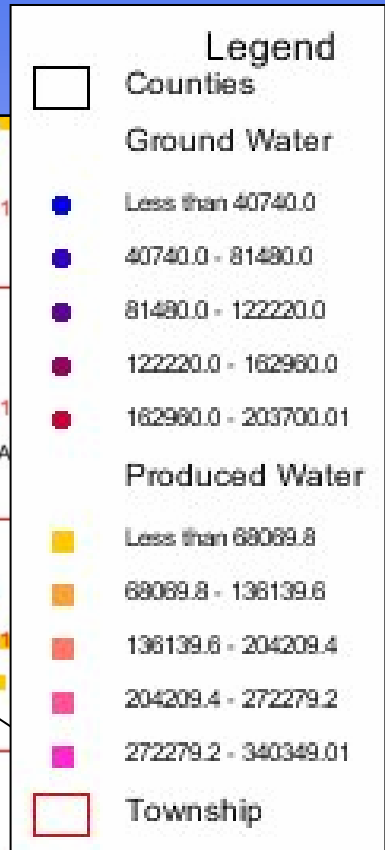 Legend
Counties
Ground Water
Less than 40740.0
40740.0 - 81480.0
81480.0 - 122220.0
122220.0 - 162960.0
162960.0 - 203700.01
Produced Water
Less than 68069.8
68069.8 - 136139.6
136139.6 - 204209.4
204209.4 - 272279.2
272279.2 - 340349.01
Township